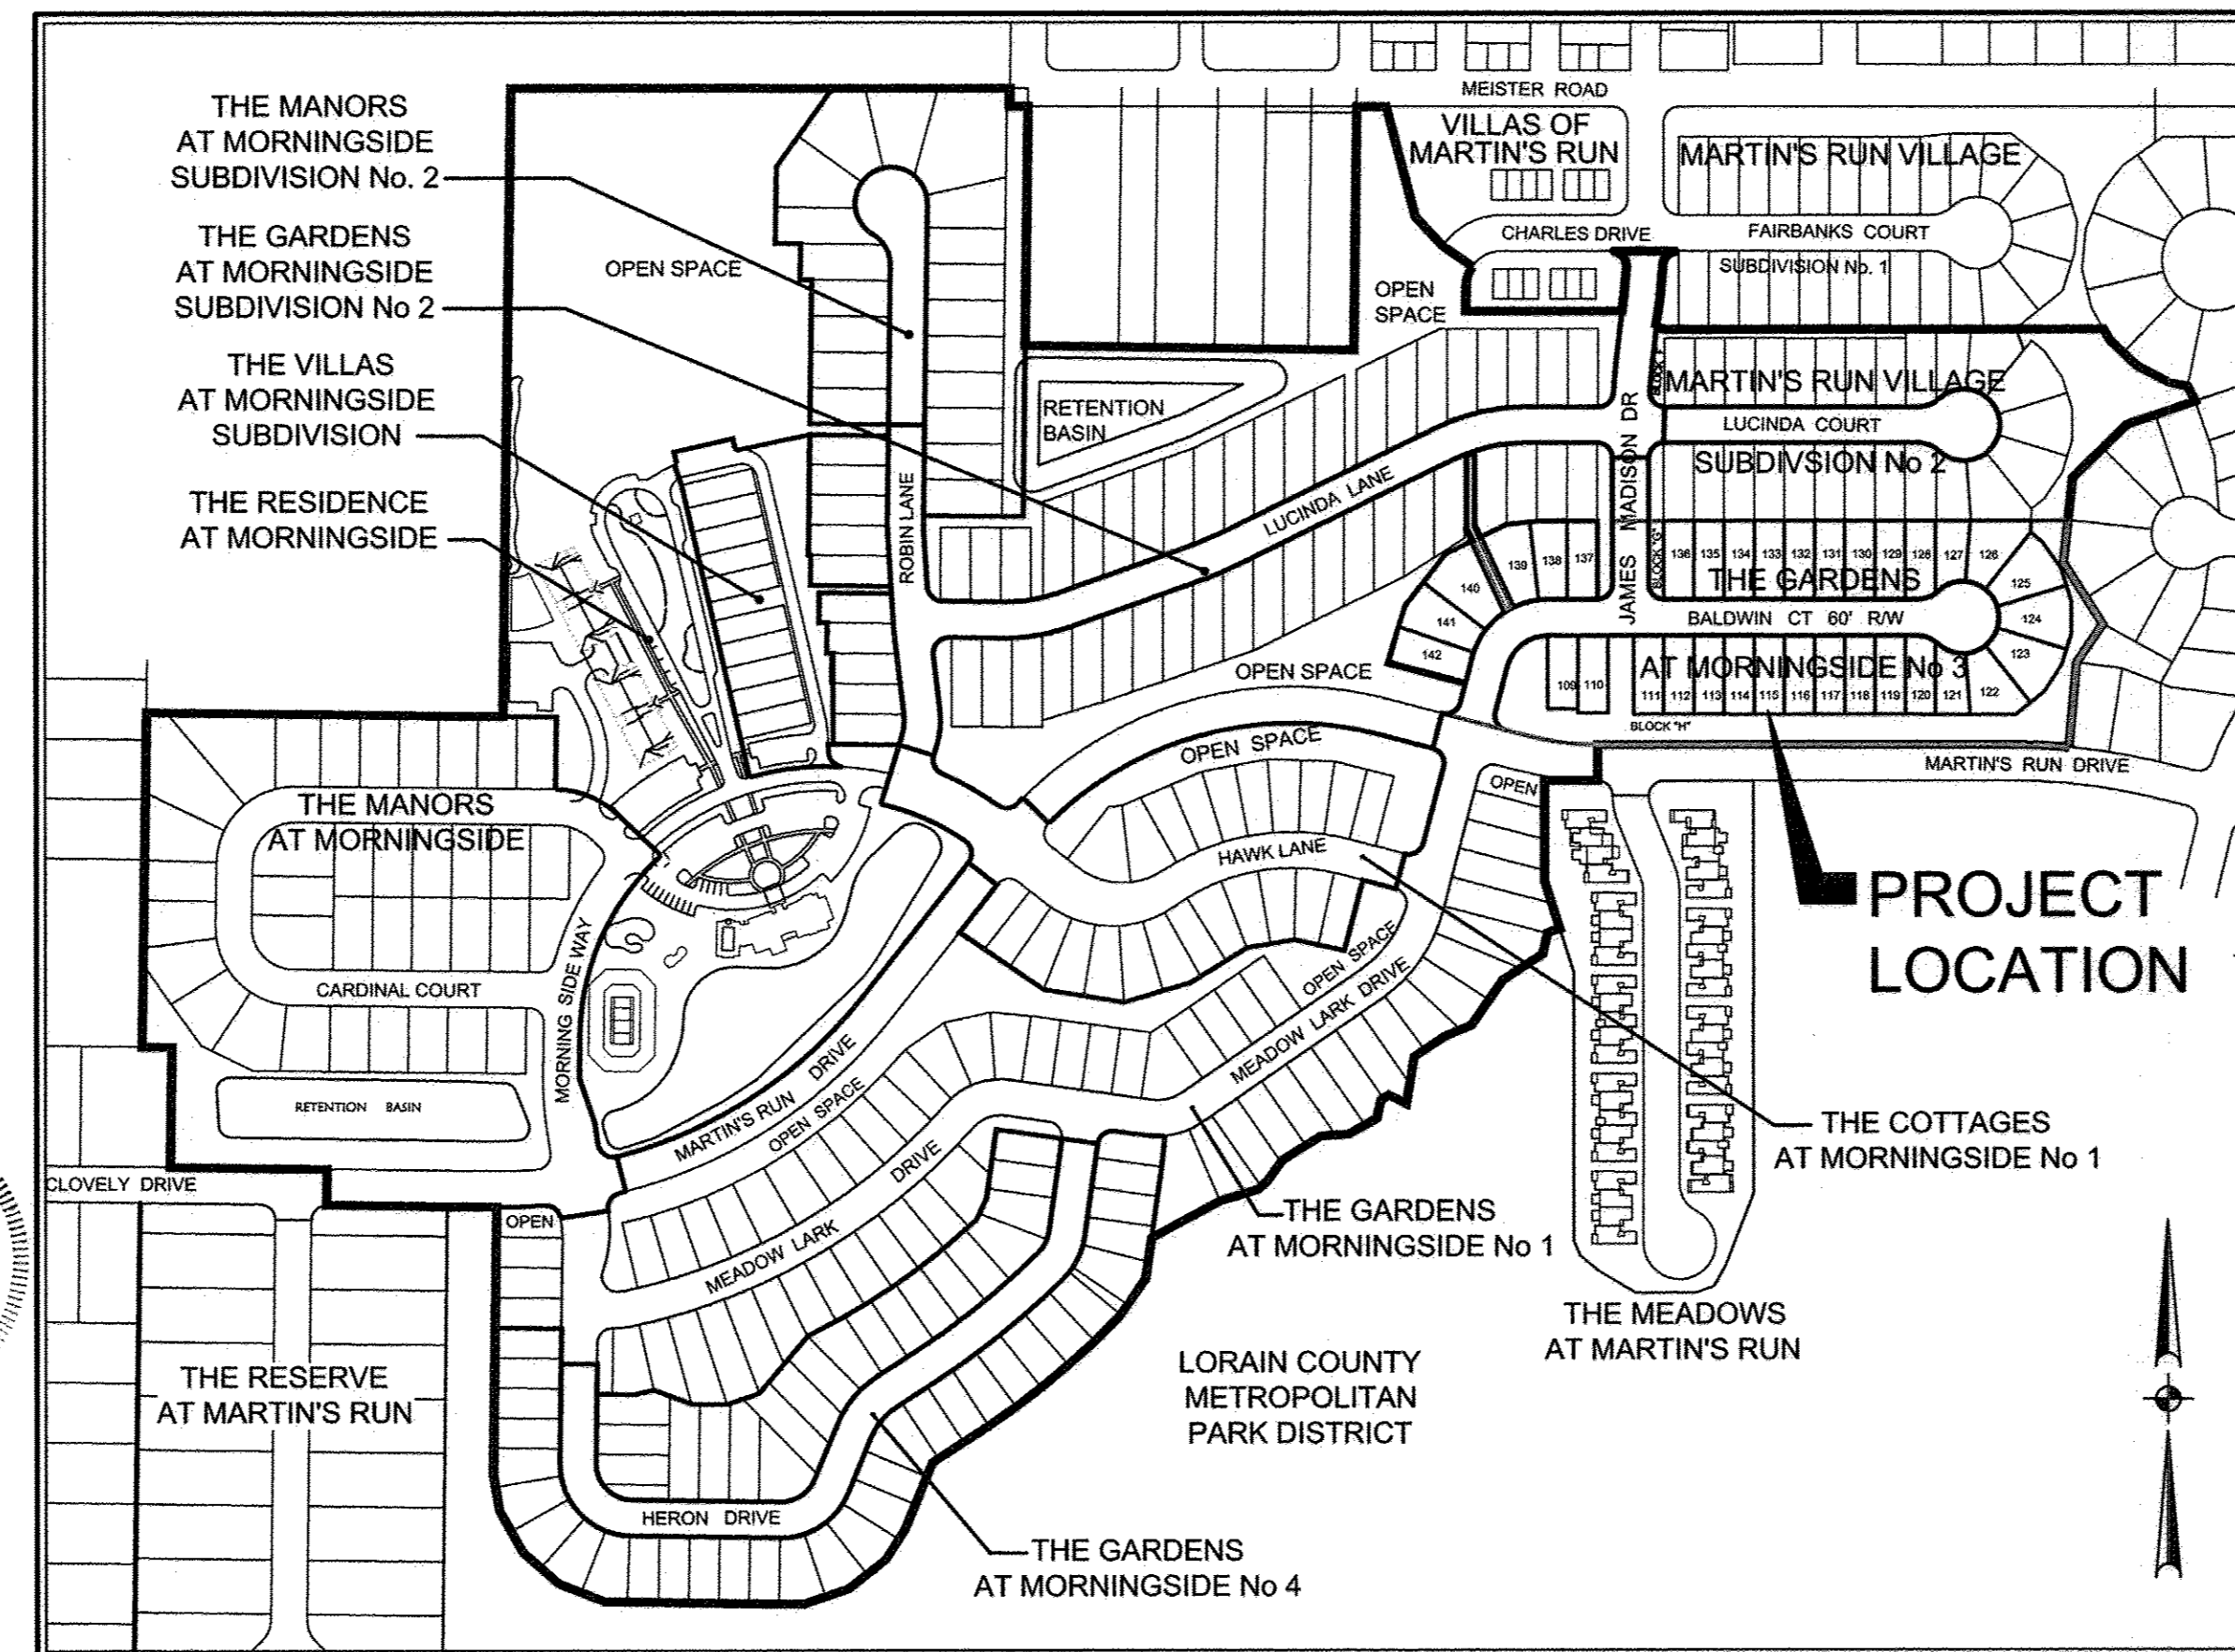 MEISTER ROAD
THE MANORS
AT MORNINGSIDE
SUBDIVISION No. 2
THE GARDENS
AT MORNINGSIDE
SUBDIVISION No 2
THE VILLAS
AT MORNINGSIDE
SUBDIVISION
THE RESIDENCE
AT MORNINGSIDE
OPEN SPACE
VILLAS OF
MARTIN'S RUN
MARTIN'S RUN VILLAGE
CHARLES DRIVE
FAIRBANKS COURT
SUBDIVISION No. 1
OPEN
SPACE
RETENTION
BASIN
BLOCK
MARTIN'S RUN VILLAGE
LUCINDA COURT
SUBDIVSION No 2
JAMES MADISON DR
ROBIN LANE
LUCINDA LANE
BLOCK "G"
139 138 137
136 135 134 133 132 131 130 129 128 127 126
125
124
123
140
141
142
THE GARDENS
BALDWIN CT 60' R/W
AT MORNINGSIDE No 3
109 110
111 112 113 114 115 116 117 118 119 120 121 122
BLOCK "H"
OPEN SPACE
OPEN SPACE
MARTIN'S RUN DRIVE
OPEN
PROJECT
LOCATION
THE MANORS
AT MORNINGSIDE
HAWK LANE
CARDINAL COURT
MORNING SIDE WAY
OPEN SPACE
MEADOW LARK DRIVE
RETENTION BASIN
MARTIN'S RUN DRIVE
OPEN SPACE
THE COTTAGES
AT MORNINGSIDE No 1
CLOVELY DRIVE
OPEN
MEADOW LARK DRIVE
THE GARDENS
AT MORNINGSIDE No 1
THE MEADOWS
AT MARTIN'S RUN
THE RESERVE
AT MARTIN'S RUN
LORAIN COUNTY
METROPOLITAN
PARK DISTRICT
HERON DRIVE
THE GARDENS
AT MORNINGSIDE No 4